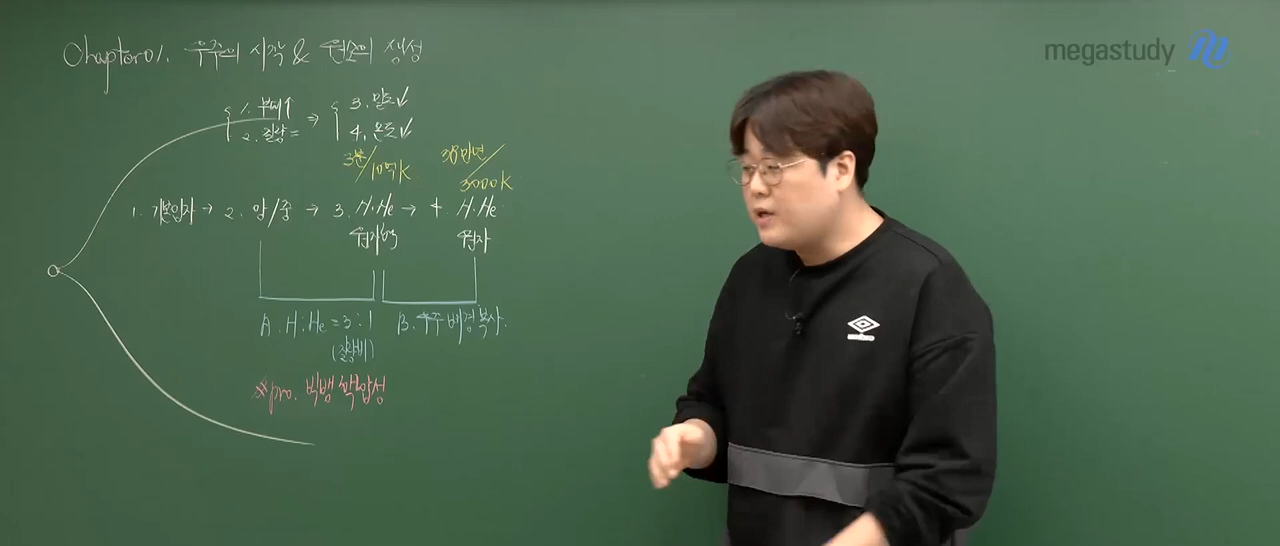 Chapter 01. 우주의 시작 & 원소의 생성
megastudy
1. 부피↑ ⇒ 3. 밀도↙
2. 질량 = 4. 온도↙
3분/10억K 38만년/3000K
1. 기본입자 → 2. 양/중 → 3. H·He → 4. H·He
원자핵 원자
A. H:He = 3:1 B. 우주배경복사.
(질량비)
※pro. 빅뱅핵합성